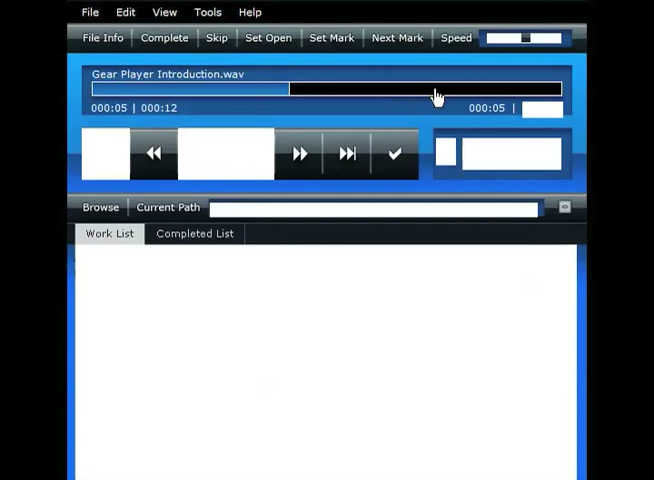 File Edit View Tools Help
File Info Complete Skip Set Open Set Mark Next Mark Speed
Gear Player Introduction.wav
000:05 | 000:12 000:05 |
Browse Current Path
Work List Completed List